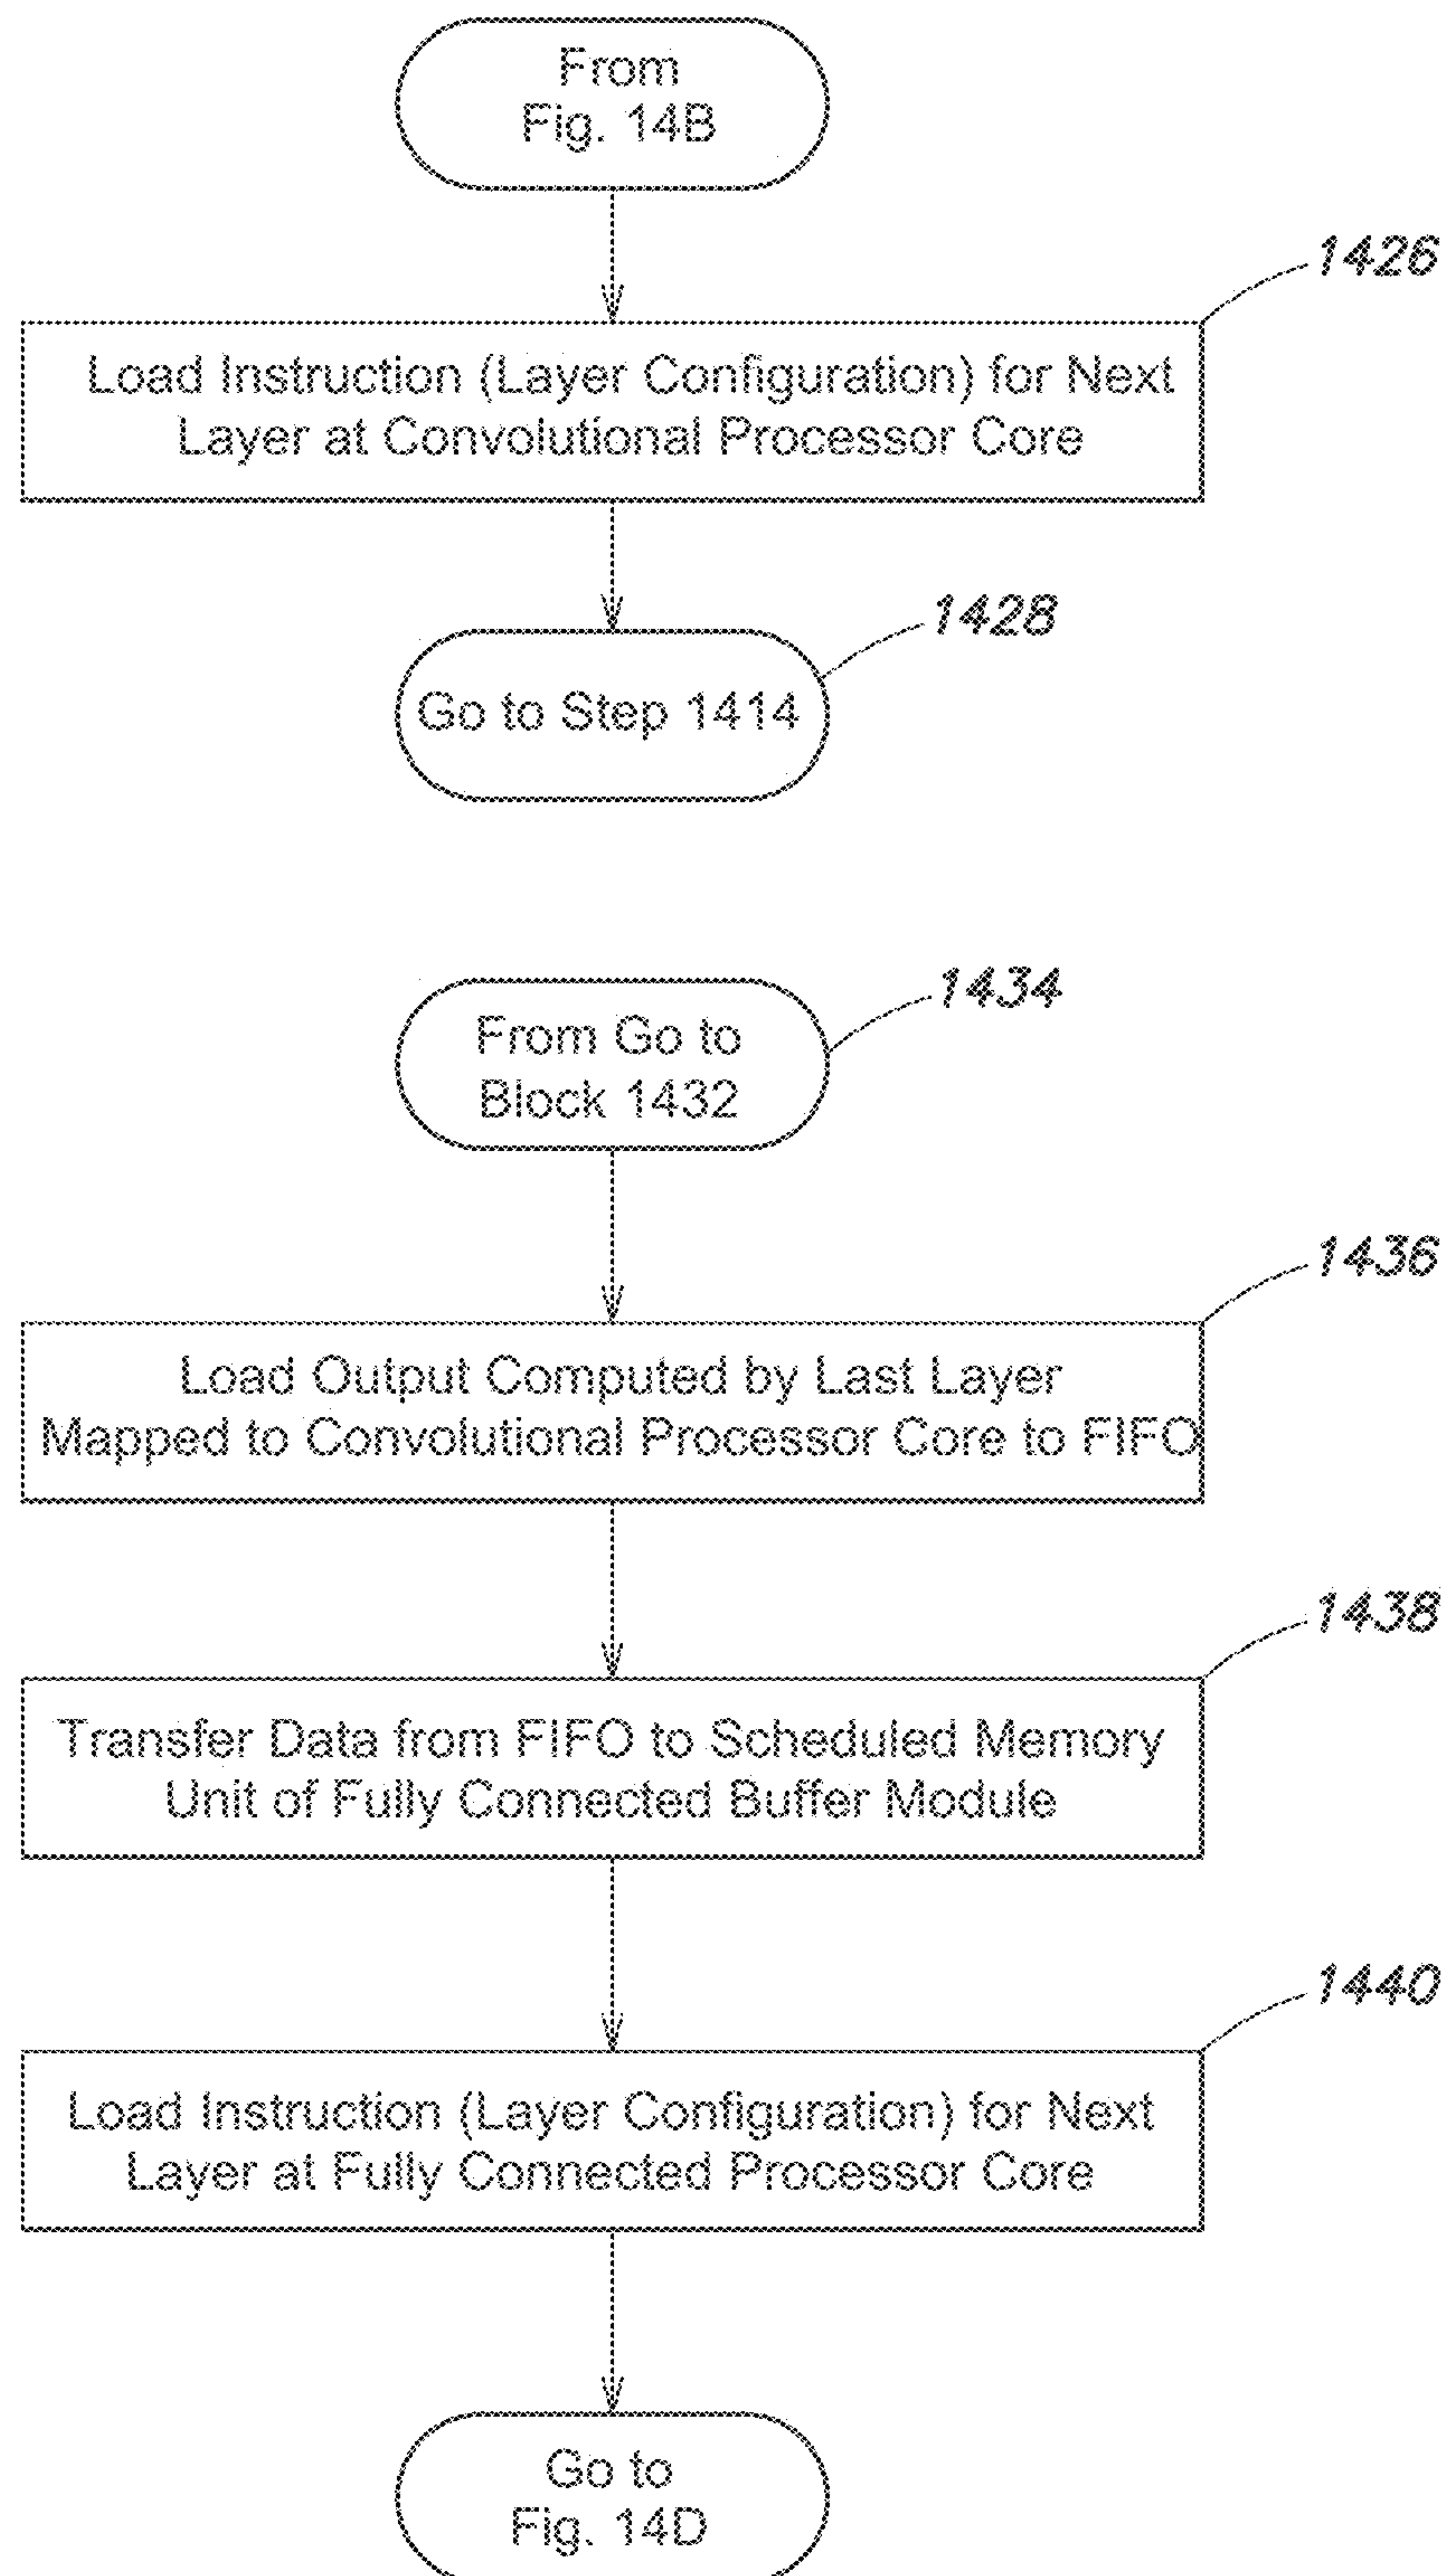 From
Fig. 14B
1426
Load Instruction (Layer Configuration) for Next
Layer at Convolutional Processor Core
1428
Go to Step 1414
1434
From Go to
Block 1432
1436
Load Output Computed by Last Layer
Mapped to Convolutional Processor Core to FIFO
1438
Transfer Data from FIFO to Scheduled Memory
Unit of Fully Connected Buffer Module
1440
Load Instruction (Layer Configuration) for Next
Layer at Fully Connected Processor Core
Go to
Fig. 14D